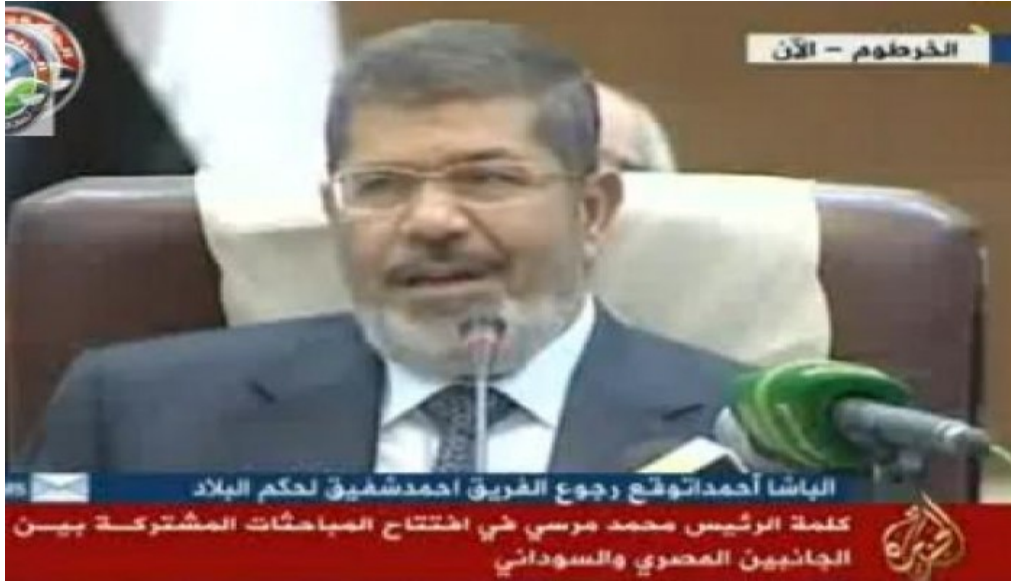 الخرطوم - الآن
الباشا أحمداتوقع رجوع الفريق احمدشفيق لحكم البلاد
كلمة الرئيس محمد مرسي في افتتاح المباحثات المشتركة بين
الجانبين المصري والسوداني
الجزيرة